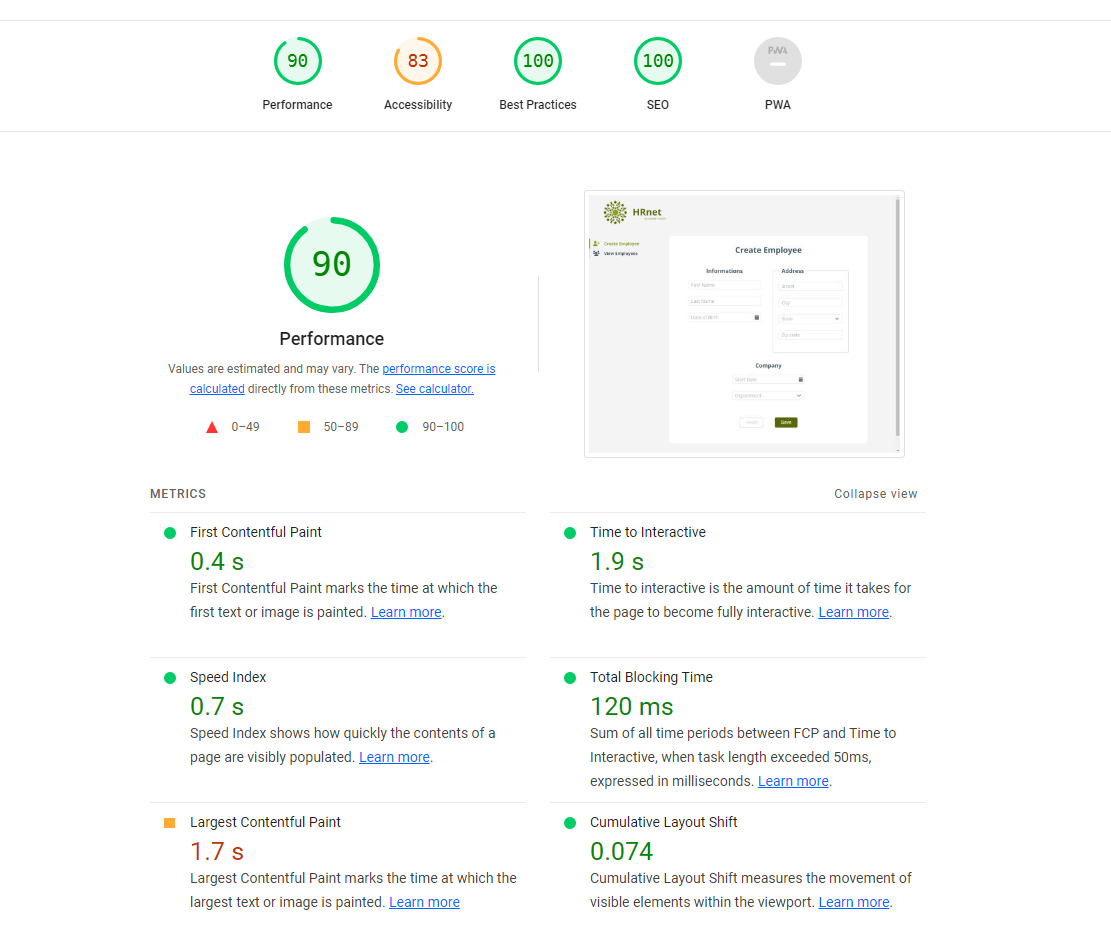 90
83
100
100
PWA
Performance
Accessibility
Best Practices
SEO
PWA
90
Performance
Values are estimated and may vary. The performance score is
calculated directly from these metrics. See calculator.
0–49
50–89
90–100
HRnet
Create Employee
View Employees
Create Employee
Informations
First Name
Last Name
Date of Birth
Address
Street
City
State
Zip code
Company
Start Date
Department
Save
METRICS
Collapse view
First Contentful Paint
0.4 s
First Contentful Paint marks the time at which the
first text or image is painted. Learn more.
Time to Interactive
1.9 s
Time to interactive is the amount of time it takes for
the page to become fully interactive. Learn more.
Speed Index
0.7 s
Speed Index shows how quickly the contents of a
page are visibly populated. Learn more.
Total Blocking Time
120 ms
Sum of all time periods between FCP and Time to
Interactive, when task length exceeded 50ms,
expressed in milliseconds. Learn more.
Largest Contentful Paint
1.7 s
Largest Contentful Paint marks the time at which the
largest text or image is painted. Learn more
Cumulative Layout Shift
0.074
Cumulative Layout Shift measures the movement of
visible elements within the viewport. Learn more.